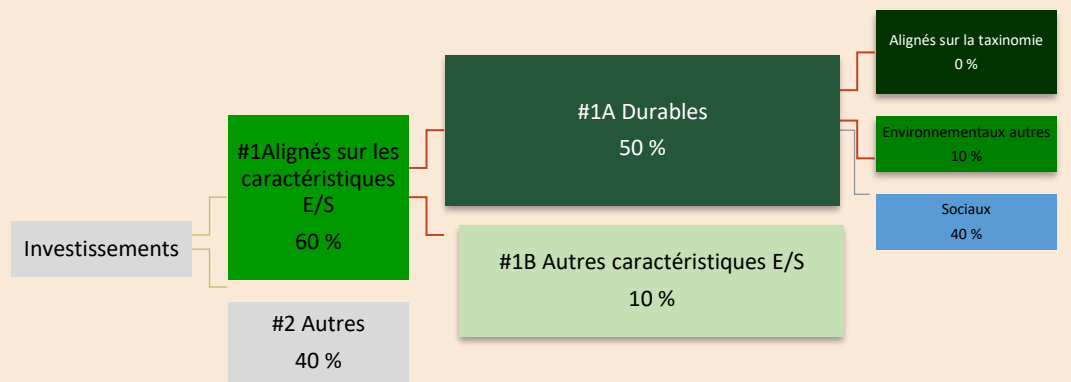 Investissements
#1Alignés sur les
caractéristiques
E/S
60 %
#2 Autres
40 %
#1A Durables
50 %
#1B Autres caractéristiques E/S
10 %
Alignés sur la taxinomie
0 %
Environnementaux autres
10 %
Sociaux
40 %